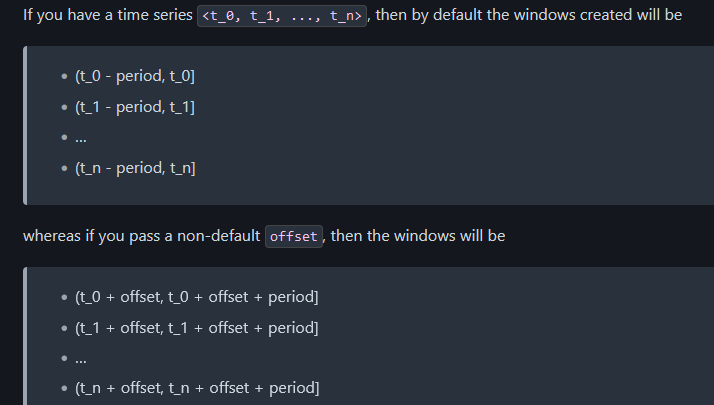 If you have a time series <t_0, t_1, ..., t_n>, then by default the windows created will be
• (t_0 - period, t_0]
• (t_1 - period, t_1]
• ...
• (t_n - period, t_n]
whereas if you pass a non-default offset, then the windows will be
• (t_0 + offset, t_0 + offset + period]
• (t_1 + offset, t_1 + offset + period]
• ...
• (t_n + offset, t_n + offset + period]